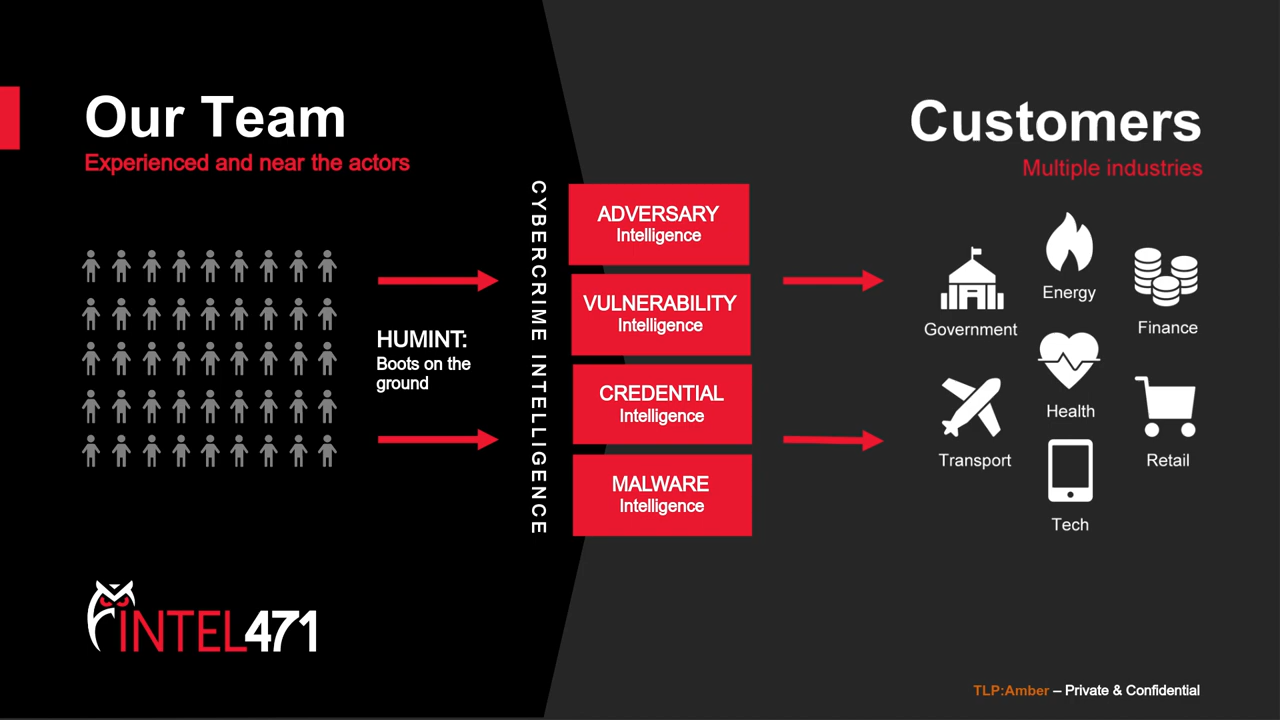 Our Team
Experienced and near the actors
HUMINT:
Boots on the
ground
CYBERCRIME INTELLIGENCE
ADVERSARY
Intelligence
VULNERABILITY
Intelligence
CREDENTIAL
Intelligence
MALWARE
Intelligence
Customers
Multiple industries
Energy
Government
Finance
Health
Transport
Retail
Tech
INTEL471
TLP:Amber – Private & Confidential